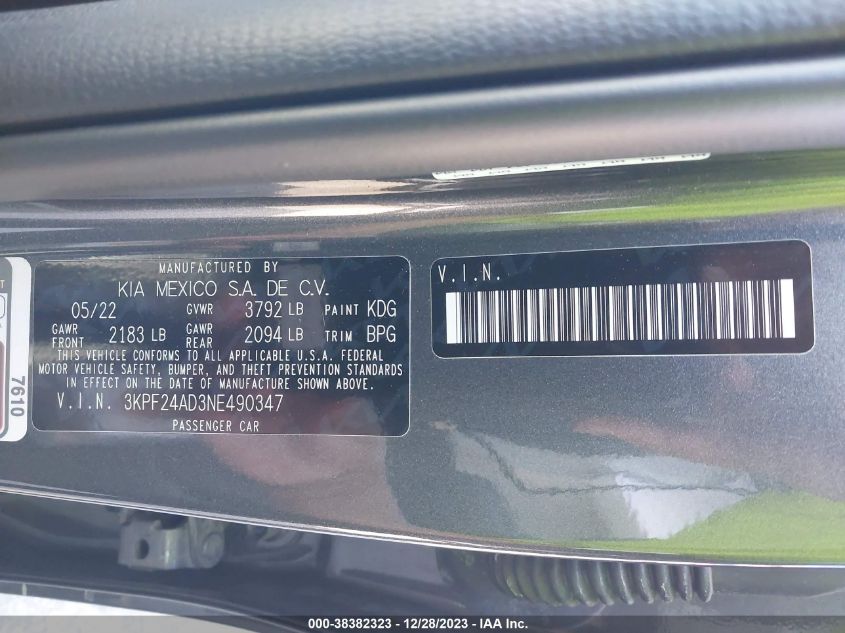 MANUFACTURED BY
KIA MEXICO S.A. DE C.V.
05/22 GVWR 3792 LB PAINT KDG
GAWR FRONT 2183 LB GAWR REAR 2094 LB TRIM BPG
THIS VEHICLE CONFORMS TO ALL APPLICABLE U.S.A. FEDERAL
MOTOR VEHICLE SAFETY, BUMPER, AND THEFT PREVENTION STANDARDS
IN EFFECT ON THE DATE OF MANUFACTURE SHOWN ABOVE.
V.I.N. 3KPF24AD3NE490347
PASSENGER CAR
V.I.N.
7610
000-38382323 - 12/28/2023 - IAA Inc.